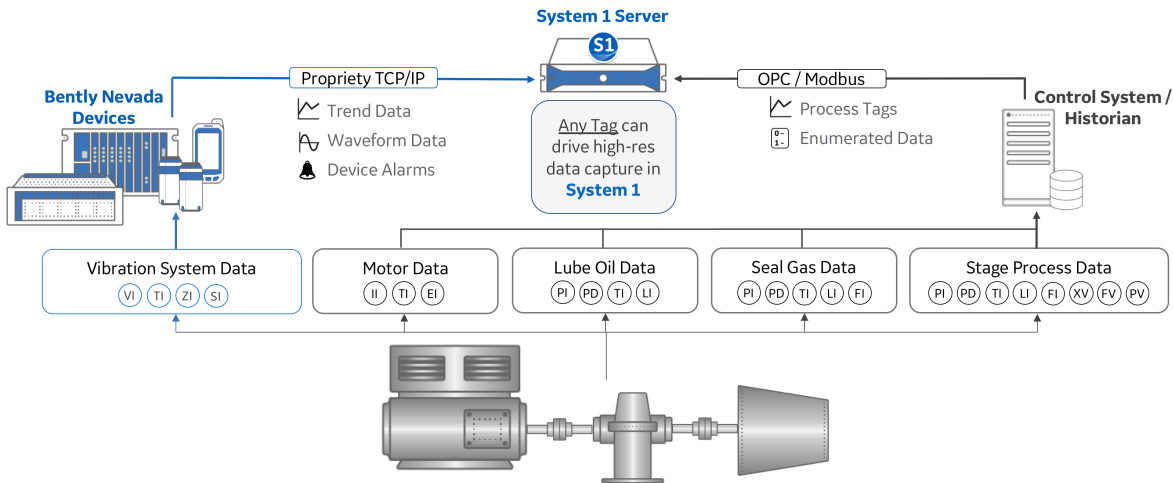 System 1 Server
S1
Propriety TCP/IP
Trend Data
Waveform Data
Device Alarms
OPC / Modbus
Process Tags
0-
1-
Enumerated Data
Bently Nevada
Devices
Control System /
Historian
Any Tag can
drive high-res
data capture in
System 1
Vibration System Data
VI TI ZI SI
Motor Data
II TI EI
Lube Oil Data
PI PD TI LI
Seal Gas Data
PI PD TI LI FI
Stage Process Data
PI PD TI LI FI XV FV PV